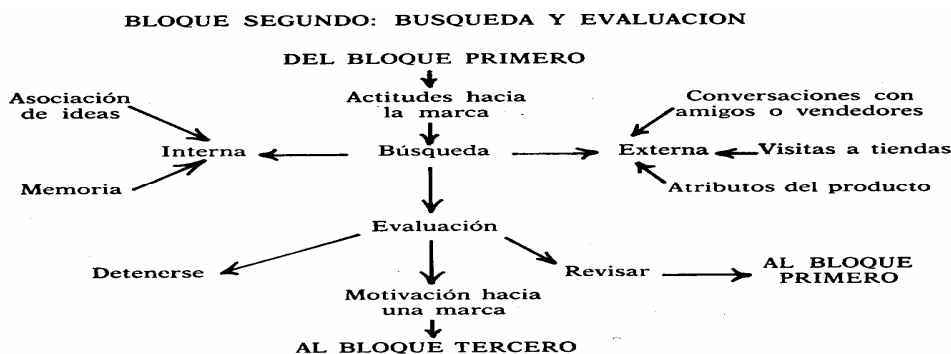 BLOQUE SEGUNDO: BUSQUEDA Y EVALUACION
DEL BLOQUE PRIMERO
Asociación
de ideas
Actitudes hacia
la marca
Conversaciones con
amigos o vendedores
Interna
Búsqueda
Externa
Visitas a tiendas
Memoria
Atributos del producto
Evaluación
Detenerse
Revisar
AL BLOQUE
PRIMERO
Motivación hacia
una marca
AL BLOQUE TERCERO